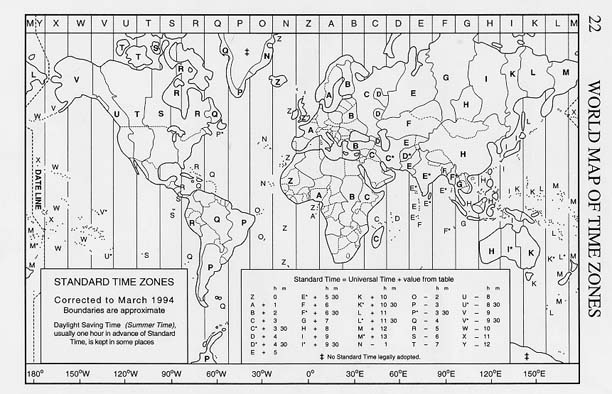 22 WORLD MAP OF TIME ZONES
M Y X W V U T S R Q P O N Z A B C D E F G H I K L M
DATE LINE
STANDARD TIME ZONES
Corrected to March 1994
Boundaries are approximate
Daylight Saving Time (Summer Time),
usually one hour in advance of Standard
Time, is kept in some places
Standard Time = Universal Time + value from table
h m h m h m h m h m
Z 0 E* + 5 30 K + 10 O - 2 U - 8
A + 1 F + 6 K* + 10 30 P - 3 U* - 8 30
B + 2 F* + 6 30 L + 11 P* - 3 30 V - 9
C + 3 G + 7 L* + 11 30 Q - 4 V* - 9 30
C* + 3 30 H + 8 M + 12 R - 5 W - 10
D + 4 I + 9 M* + 13 S - 6 X - 11
D* + 4 30 I* + 9 30 N - 1 T - 7 Y - 12
E + 5
‡ No Standard Time legally adopted.
180° 150°W 120°W 90°W 60°W 30°W 0° 30°E 60°E 90°E 120°E 150°E 180°